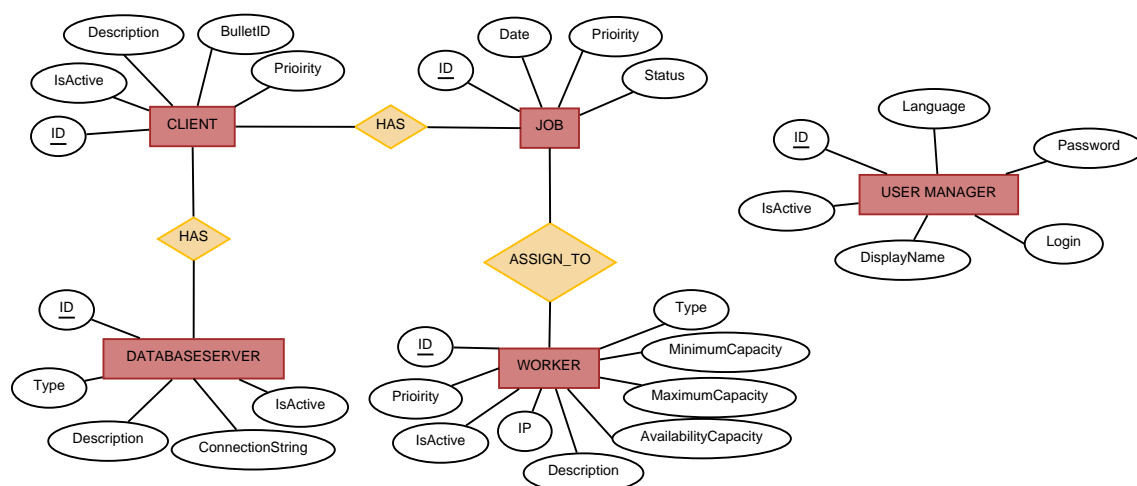 Description
BulletID
IsActive
Prioirity
ID
CLIENT
HAS
Date
Prioirity
ID
Status
JOB
Language
ID
Password
USER MANAGER
IsActive
DisplayName
Login
HAS
ASSIGN_TO
ID
DATABASESERVER
Type
IsActive
Description
ConnectionString
Type
ID
MinimumCapacity
WORKER
Prioirity
MaximumCapacity
IsActive
IP
AvailabilityCapacity
Description